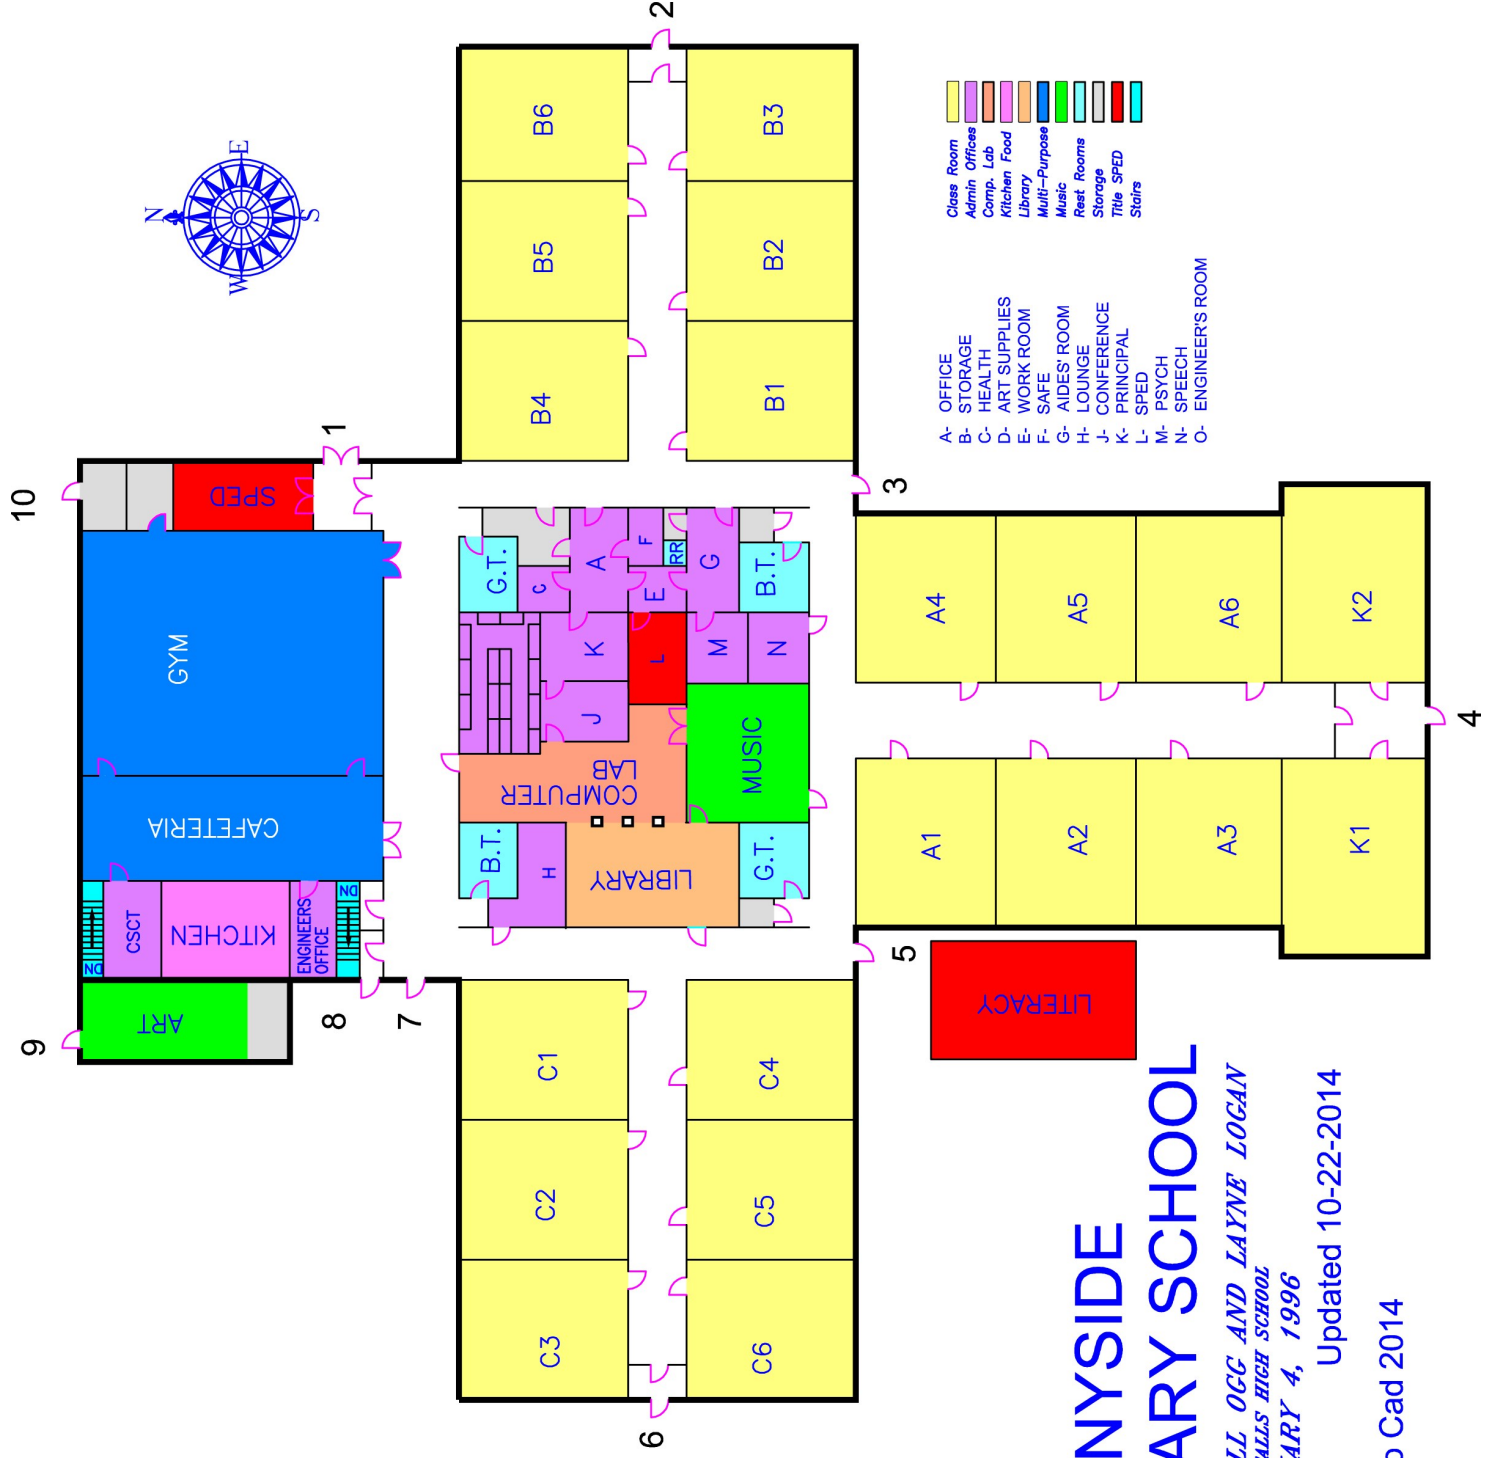 10
9
8
7
1
2
3
4
5
6
N
E
S
W
SPED
GYM
CAFETERIA
DN
CSCT
KITCHEN
ENGINEERS
OFFICE
DN
ART
B6
B5
B4
B3
B2
B1
G.T.
C
A
F
RR
E
G
B.T.
K
L
M
N
J
COMPUTER
LAB
MUSIC
B.T.
H
LIBRARY
G.T.
A4
A5
A6
K2
A1
A2
A3
K1
C1
C2
C3
C4
C5
C6
LITERACY
Class Room
Admin Offices
Comp. Lab
Kitchen Food
Library
Multi-Purpose
Music
Rest Rooms
Storage
Title SPED
Stairs
A- OFFICE
B- STORAGE
C- HEALTH
D- ART SUPPLIES
E- WORK ROOM
F- SAFE
G- AIDES' ROOM
H- LOUNGE
J- CONFERENCE
K- PRINCIPAL
L- SPED
M- PSYCH
N- SPEECH
O- ENGINEER'S ROOM
NYSIDE
ARY SCHOOL
LL OGG AND LAYNE LOGAN
ALLS HIGH SCHOOL
ARY 4, 1996
Updated 10-22-2014
o Cad 2014